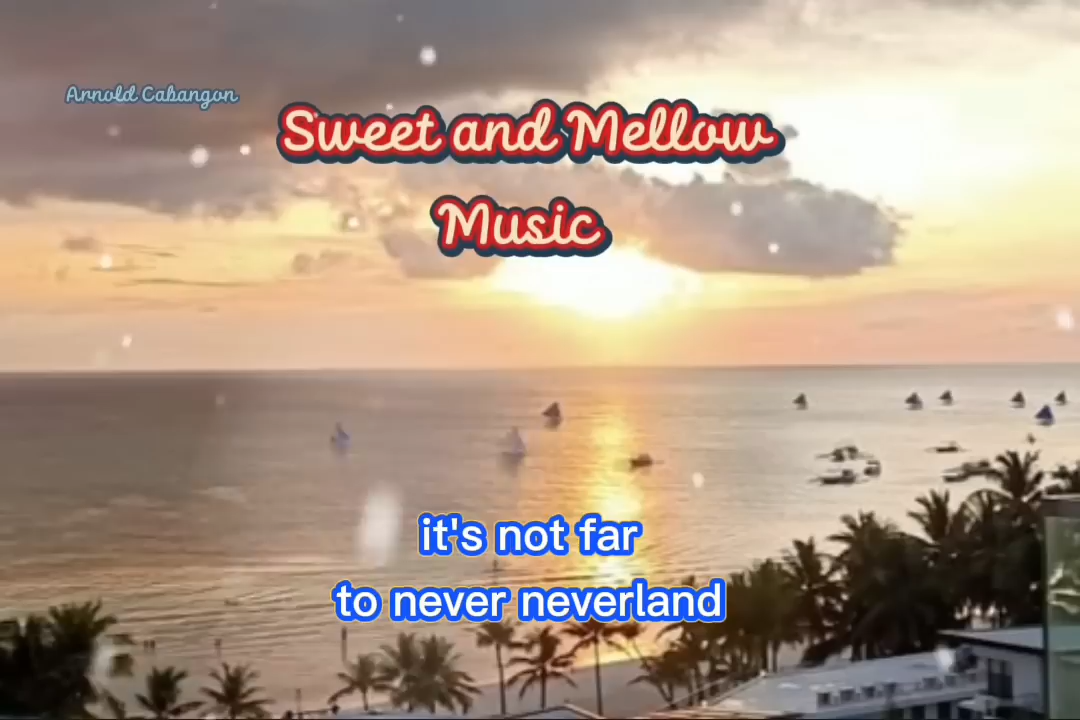 Arnold Cabangon
Sweet and Mellow
Music
it's not far
to never neverland